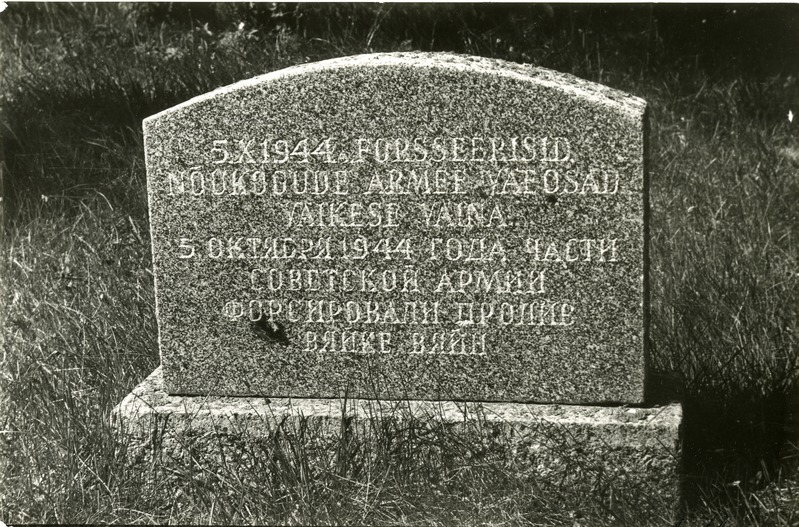 5.X 1944.a. FORSSEERISID
NÕUKOGUDE ARMEE VÄEOSAD
VÄIKESE VÄINA.
5 ОКТЯБРЯ 1944 ГОДА ЧАСТИ
СОВЕТСКОЙ АРМИИ
ФОРСИРОВАЛИ ПРОЛИВ
ВЯЙКЕ ВЯЙН